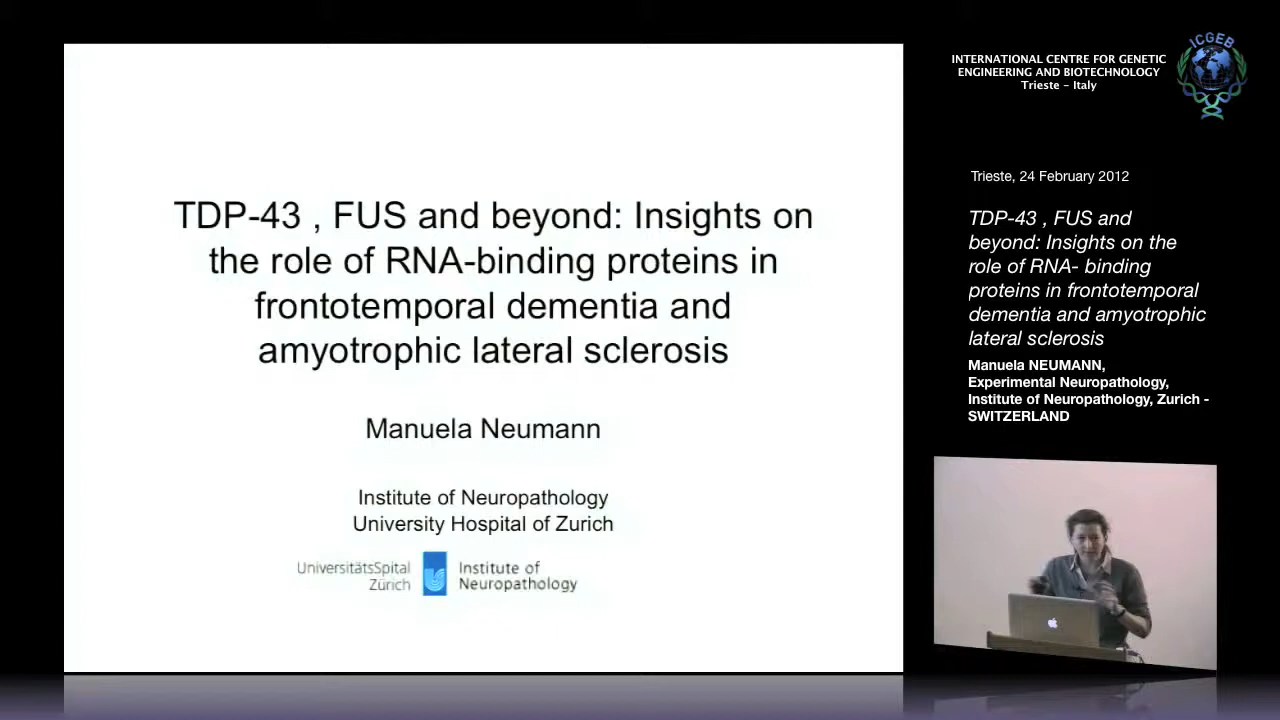 TDP-43 , FUS and beyond: Insights on
the role of RNA-binding proteins in
frontotemporal dementia and
amyotrophic lateral sclerosis
Manuela Neumann
Institute of Neuropathology
University Hospital of Zurich
UniversitätsSpital
Zürich
Institute of
Neuropathology
INTERNATIONAL CENTRE FOR GENETIC
ENGINEERING AND BIOTECHNOLOGY
Trieste - Italy
ICGEB
Trieste, 24 February 2012
TDP-43 , FUS and
beyond: Insights on the
role of RNA- binding
proteins in frontotemporal
dementia and amyotrophic
lateral sclerosis
Manuela NEUMANN,
Experimental Neuropathology,
Institute of Neuropathology, Zurich -
SWITZERLAND